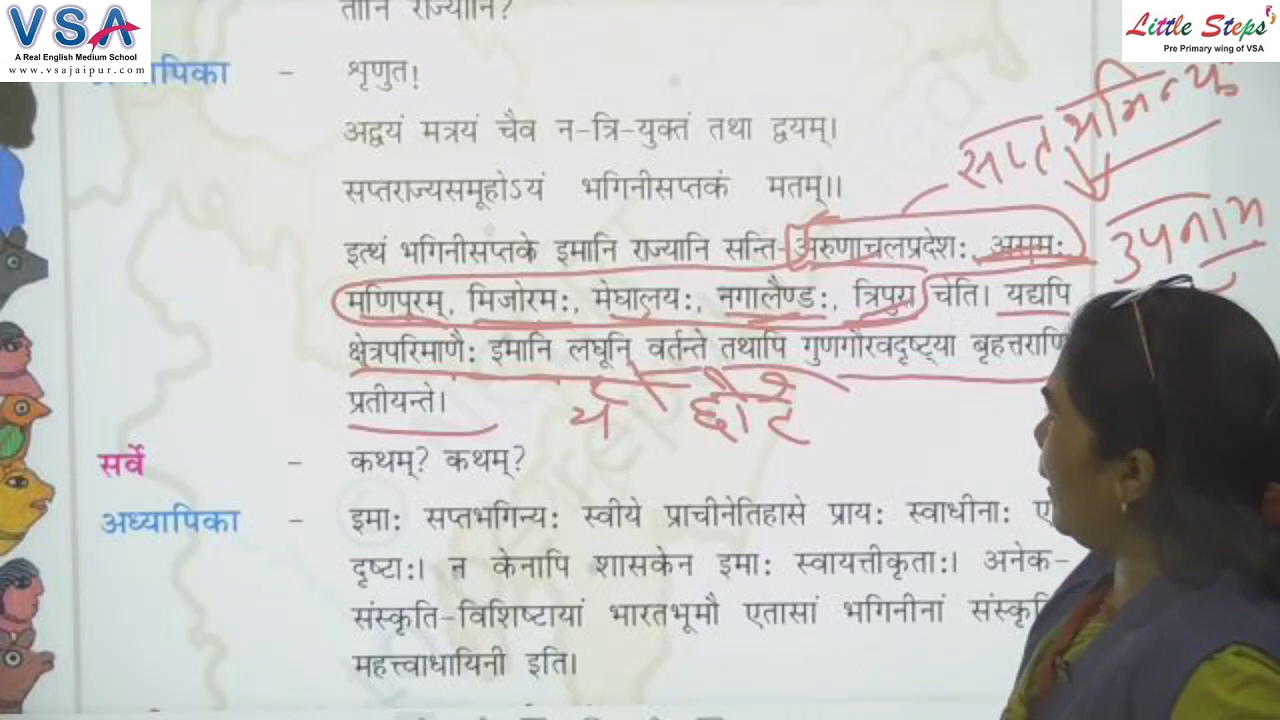 VSA
A Real English Medium School
www.vsajaipur.com
Little Steps
Pre Primary wing of VSA
तानि राज्यानि?
शृणुत!
अद्वयं मत्रयं चैव न-त्रि-युक्तं तथा द्वयम्।
सप्तराज्यसमूहोऽयं भगिनीसप्तकं मतम्।।
इत्थं भगिनीसप्तके इमानि राज्यानि सन्ति-अरुणाचलप्रदेशः, असमः,
मणिपुरम्, मिजोरमः, मेघालयः, नगालैण्डः, त्रिपुरा चेति। यद्यपि
क्षेत्रपरिमाणैः इमानि लघूनि वर्तन्ते तथापि गुणगौरवदृष्ट्या बृहत्तराणि
प्रतीयन्ते।
सर्वे - कथम्? कथम्?
अध्यापिका - इमाः सप्तभगिन्यः स्वीये प्राचीनेतिहासे प्रायः स्वाधीनाः
दृष्टाः। न केनापि शासकेन इमाः स्वायत्तीकृताः। अनेक-
संस्कृति-विशिष्टायां भारतभूमौ एतासां भगिनीनां
महत्त्वाधायिनी इति।
उपनाम
छोटे